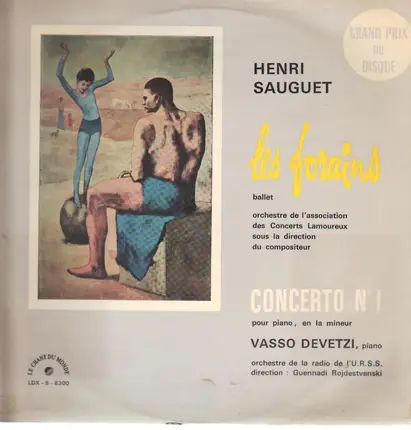 GRAND PRIX
DU
DISQUE
HENRI
SAUGUET
les forains
ballet
orchestre de l'association
des Concerts Lamoureux
sous la direction
du compositeur
CONCERTO N° 1
pour piano, en la mineur
VASSO DEVETZI, piano
orchestre de la radio de l'U.R.S.S.
direction : Guennadi Rojdestvenski
LE CHANT DU MONDE
LDX - S - 8300